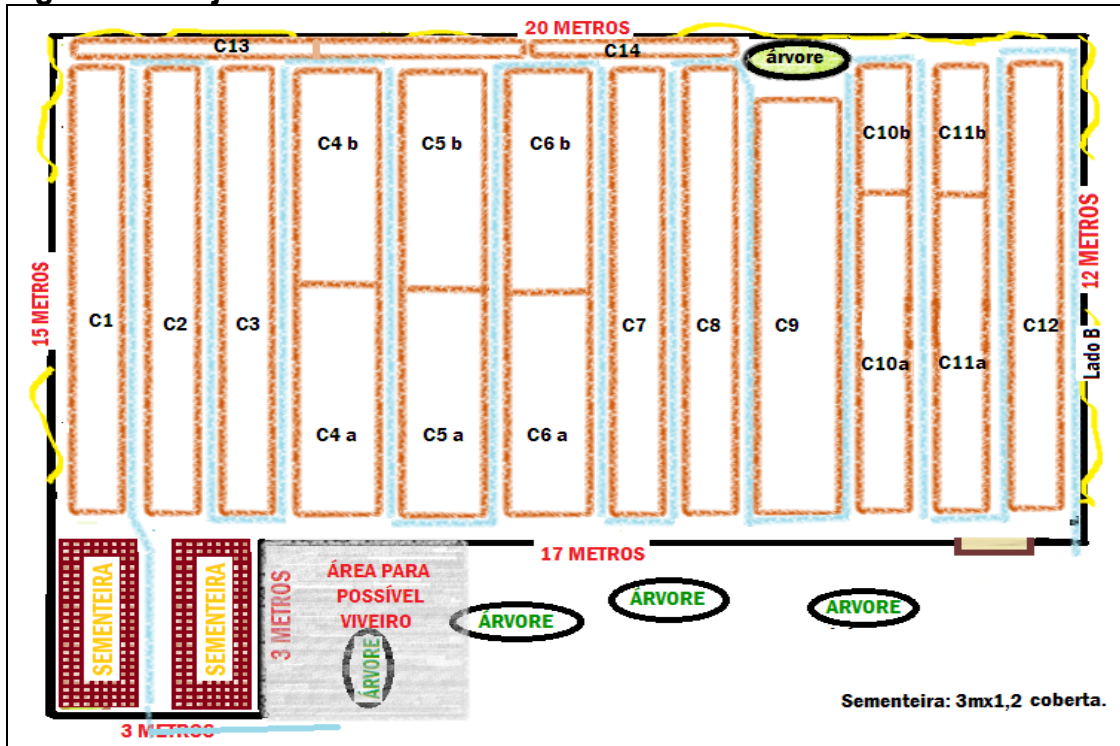 20 METROS
C13
C14
árvore
C4 b
C5 b
C6 b
C10b
C11b
15 METROS
12 METROS
C1
C2
C3
C7
C8
C9
C12
Lado B
C10a
C11a
C4 a
C5 a
C6 a
17 METROS
SEMENTEIRA
SEMENTEIRA
3 METROS
ÁREA PARA
POSSÍVEL
VIVEIRO
ÁRVORE
ÁRVORE
ÁRVORE
ARVORE
Sementeira: 3mx1,2 coberta.
3 METROS